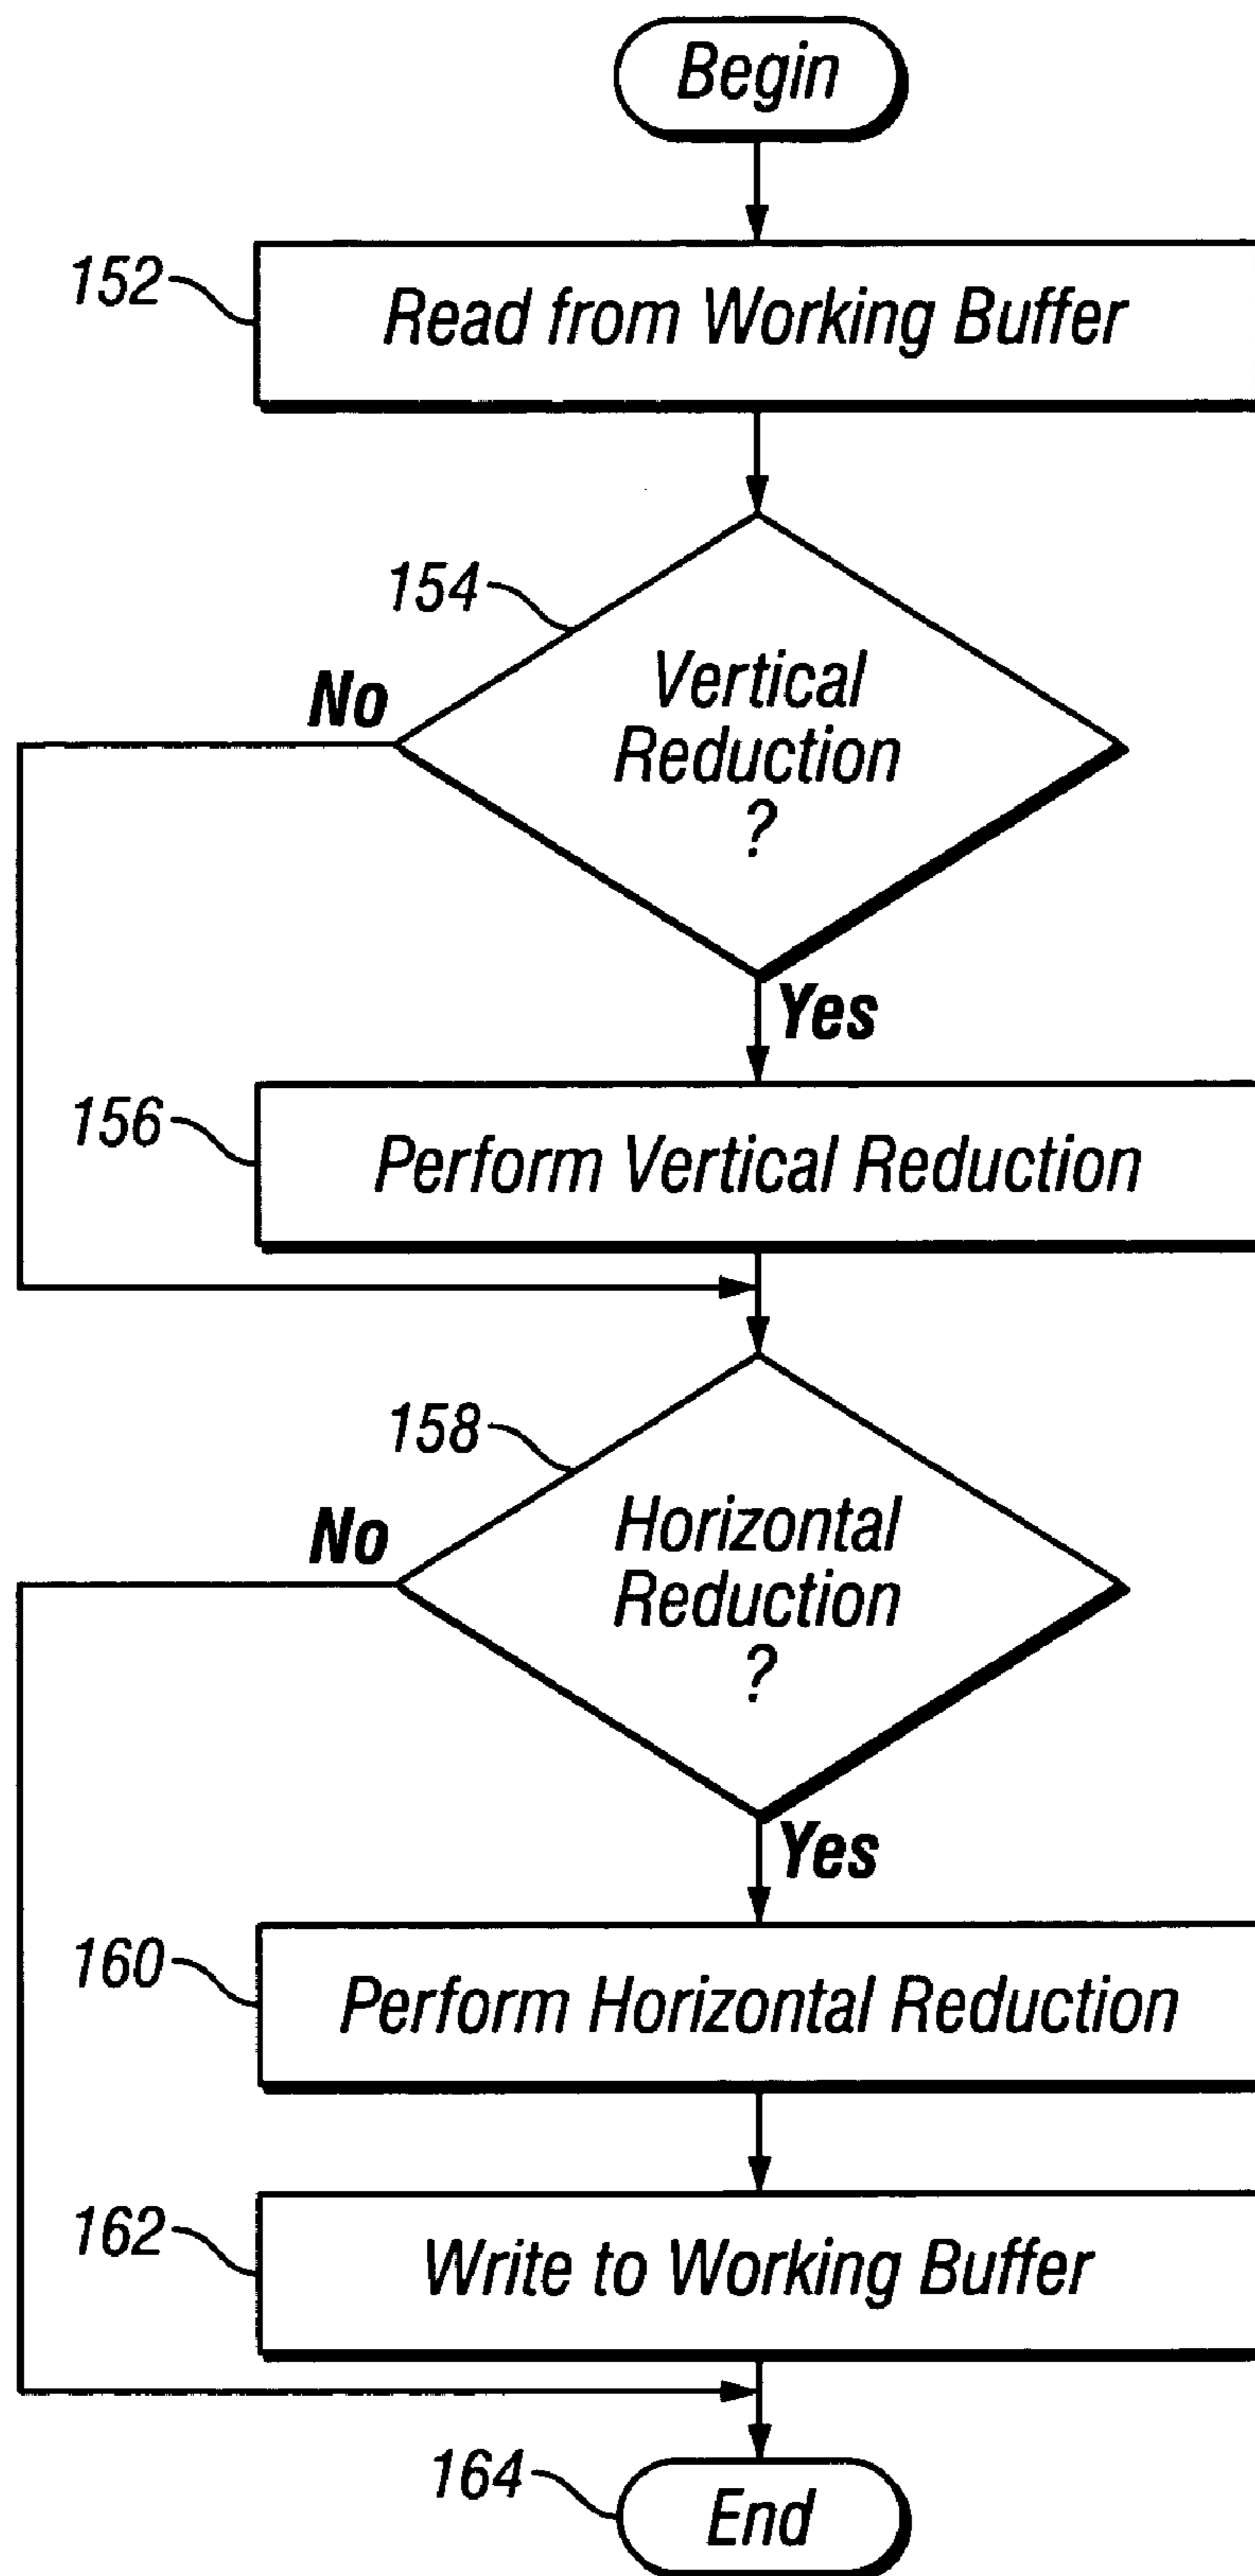 Begin
152
Read from Working Buffer
154
No
Vertical
Reduction
?
Yes
156
Perform Vertical Reduction
158
No
Horizontal
Reduction
?
Yes
160
Perform Horizontal Reduction
162
Write to Working Buffer
164
End